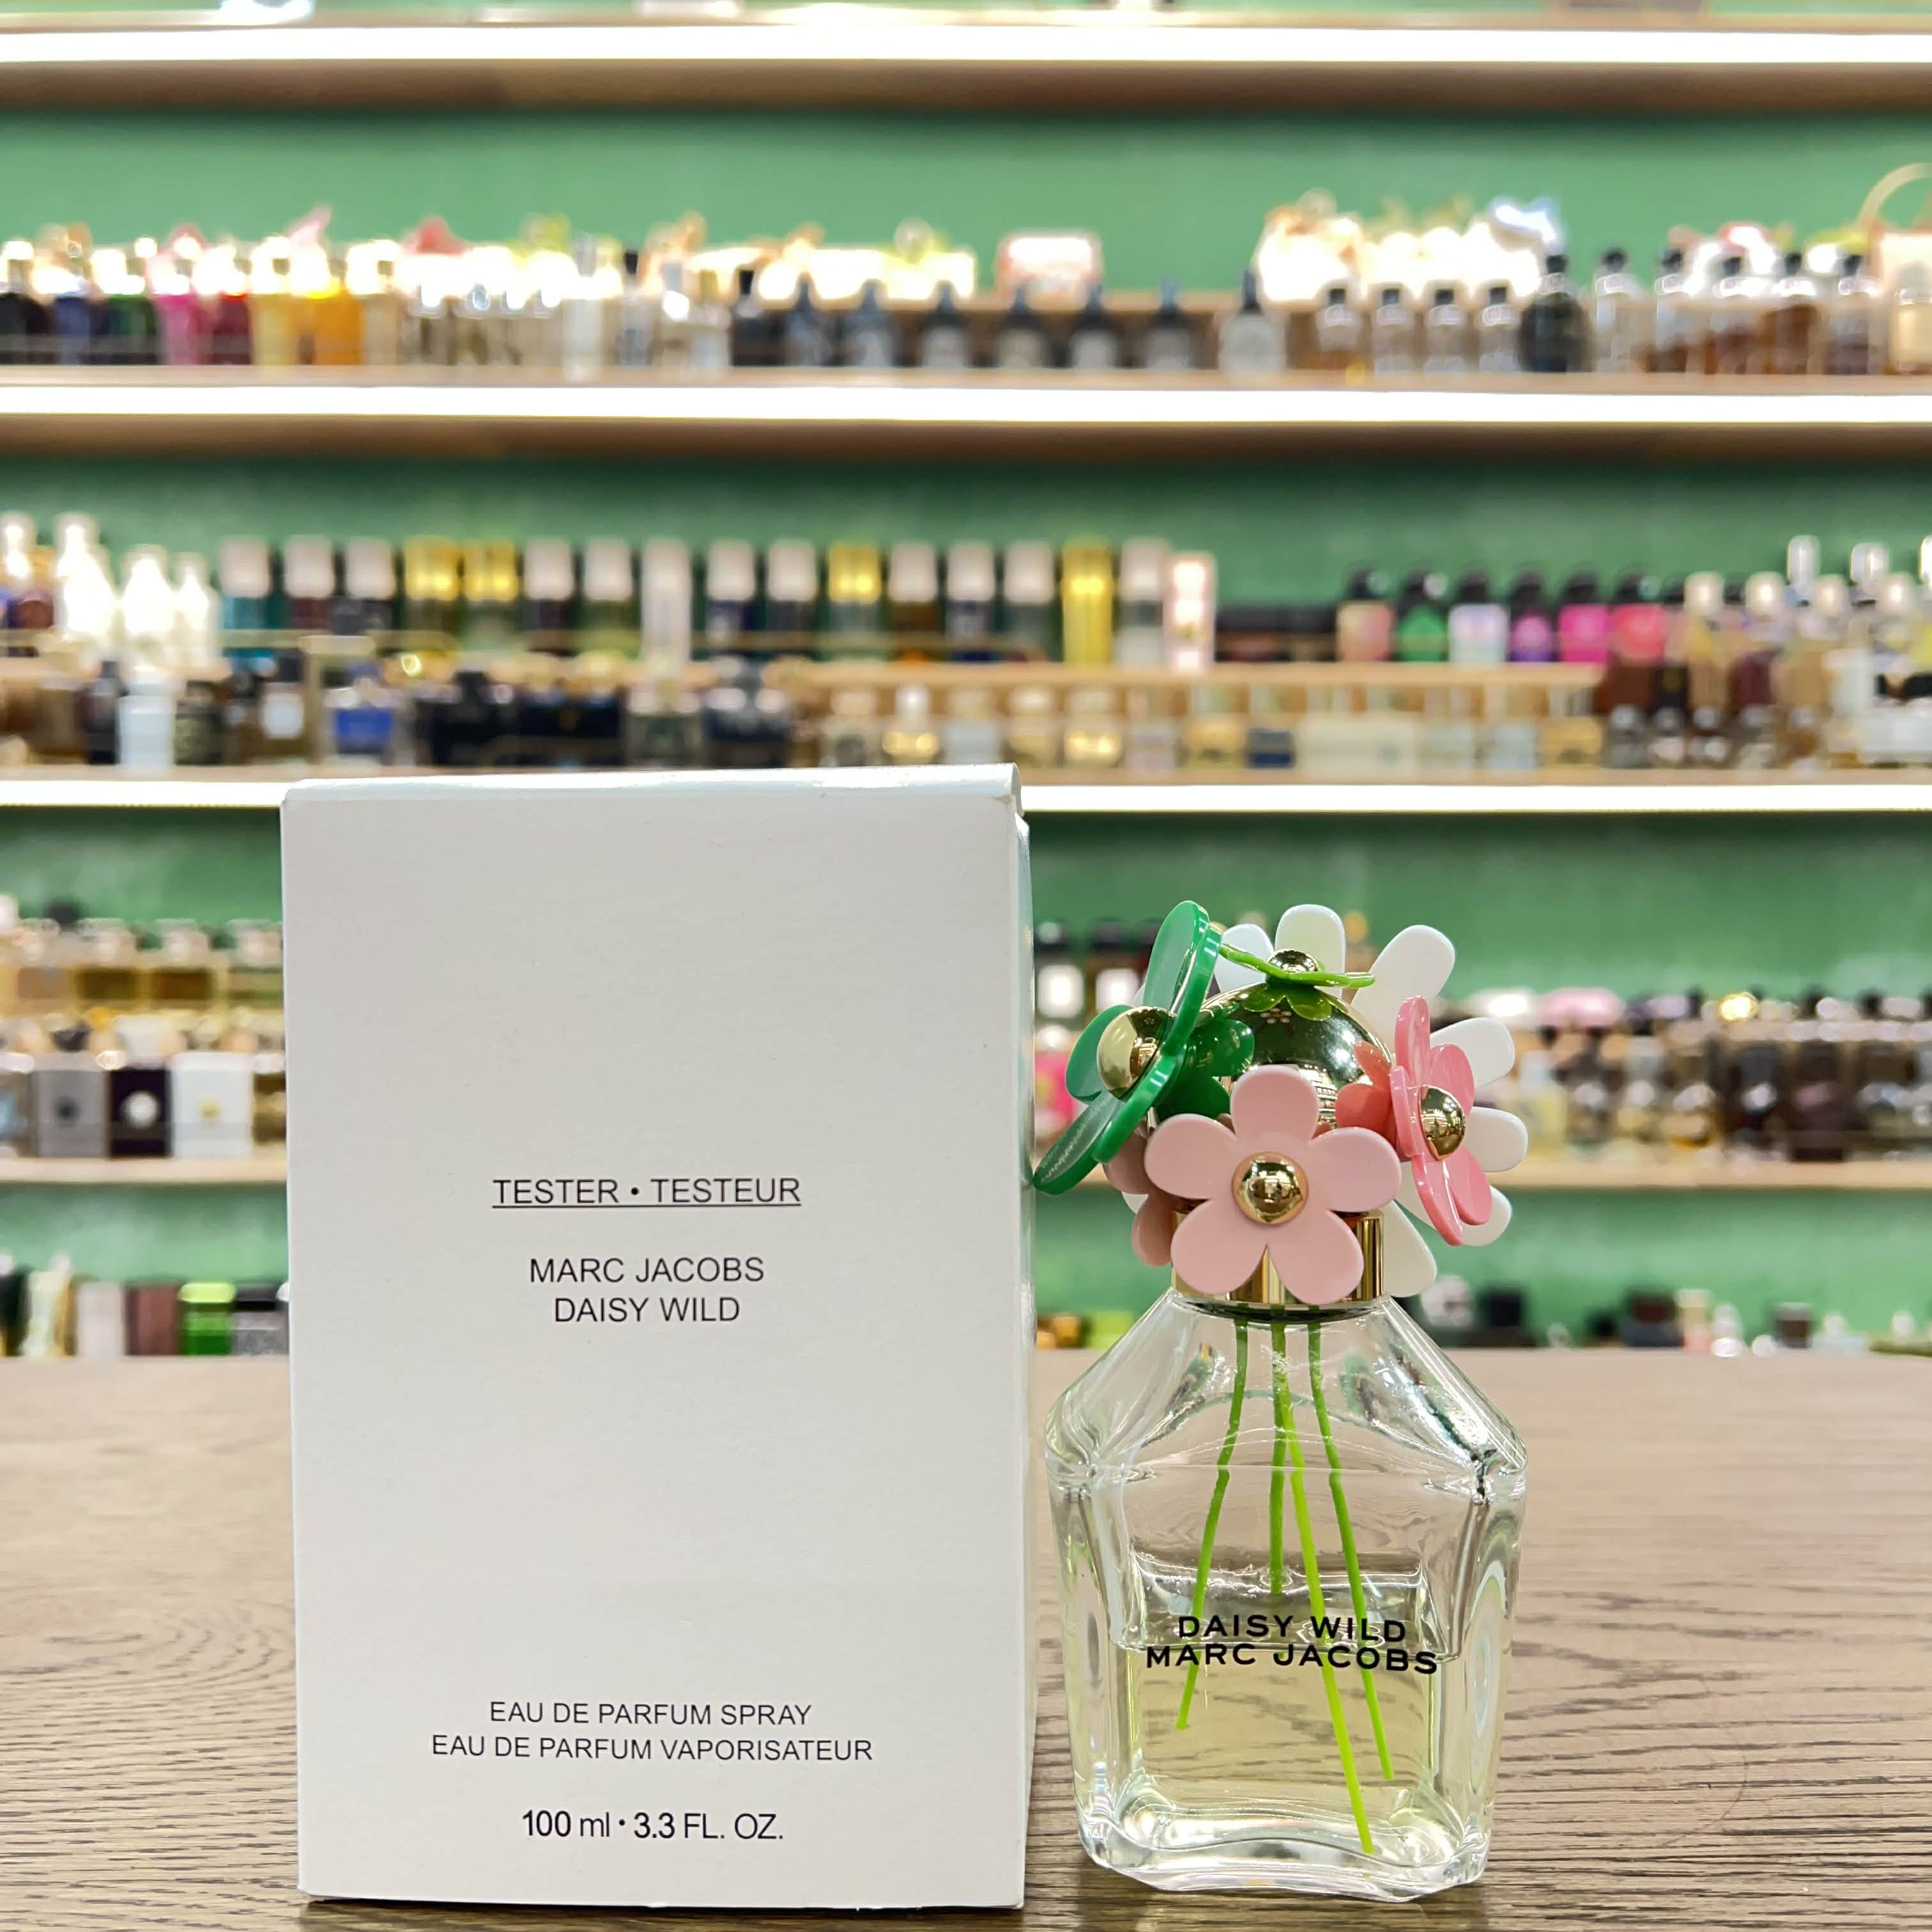 TESTER • TESTEUR
MARC JACOBS
DAISY WILD
EAU DE PARFUM SPRAY
EAU DE PARFUM VAPORISATEUR
100 ml • 3.3 FL. OZ.
DAISY WILD
MARC JACOBS